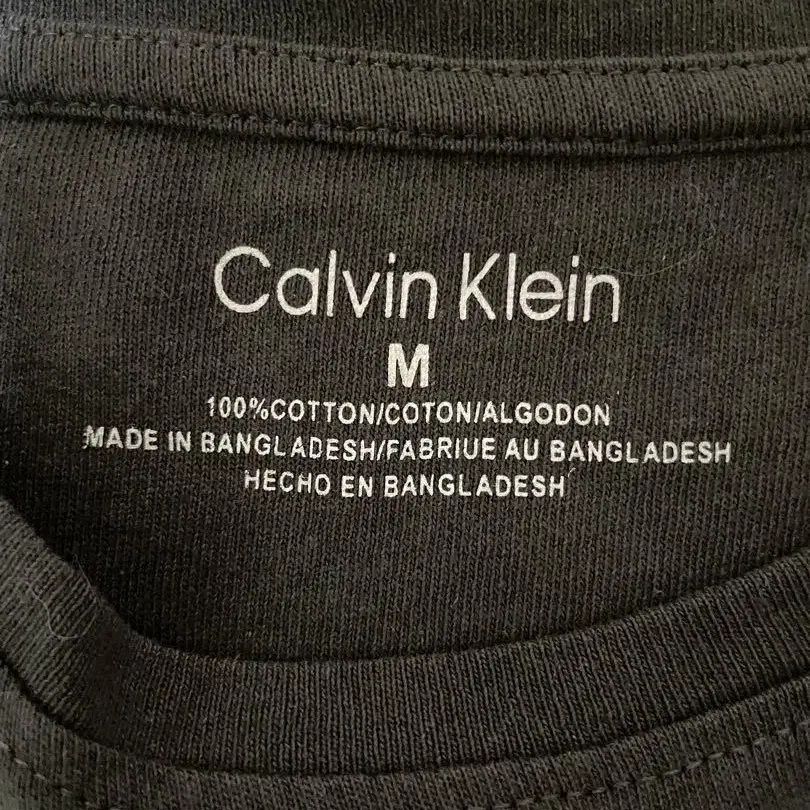 Calvin Klein
M
100%COTTON/COTON/ALGODON
MADE IN BANGLADESH/FABRIUE AU BANGLADESH
HECHO EN BANGLADESH